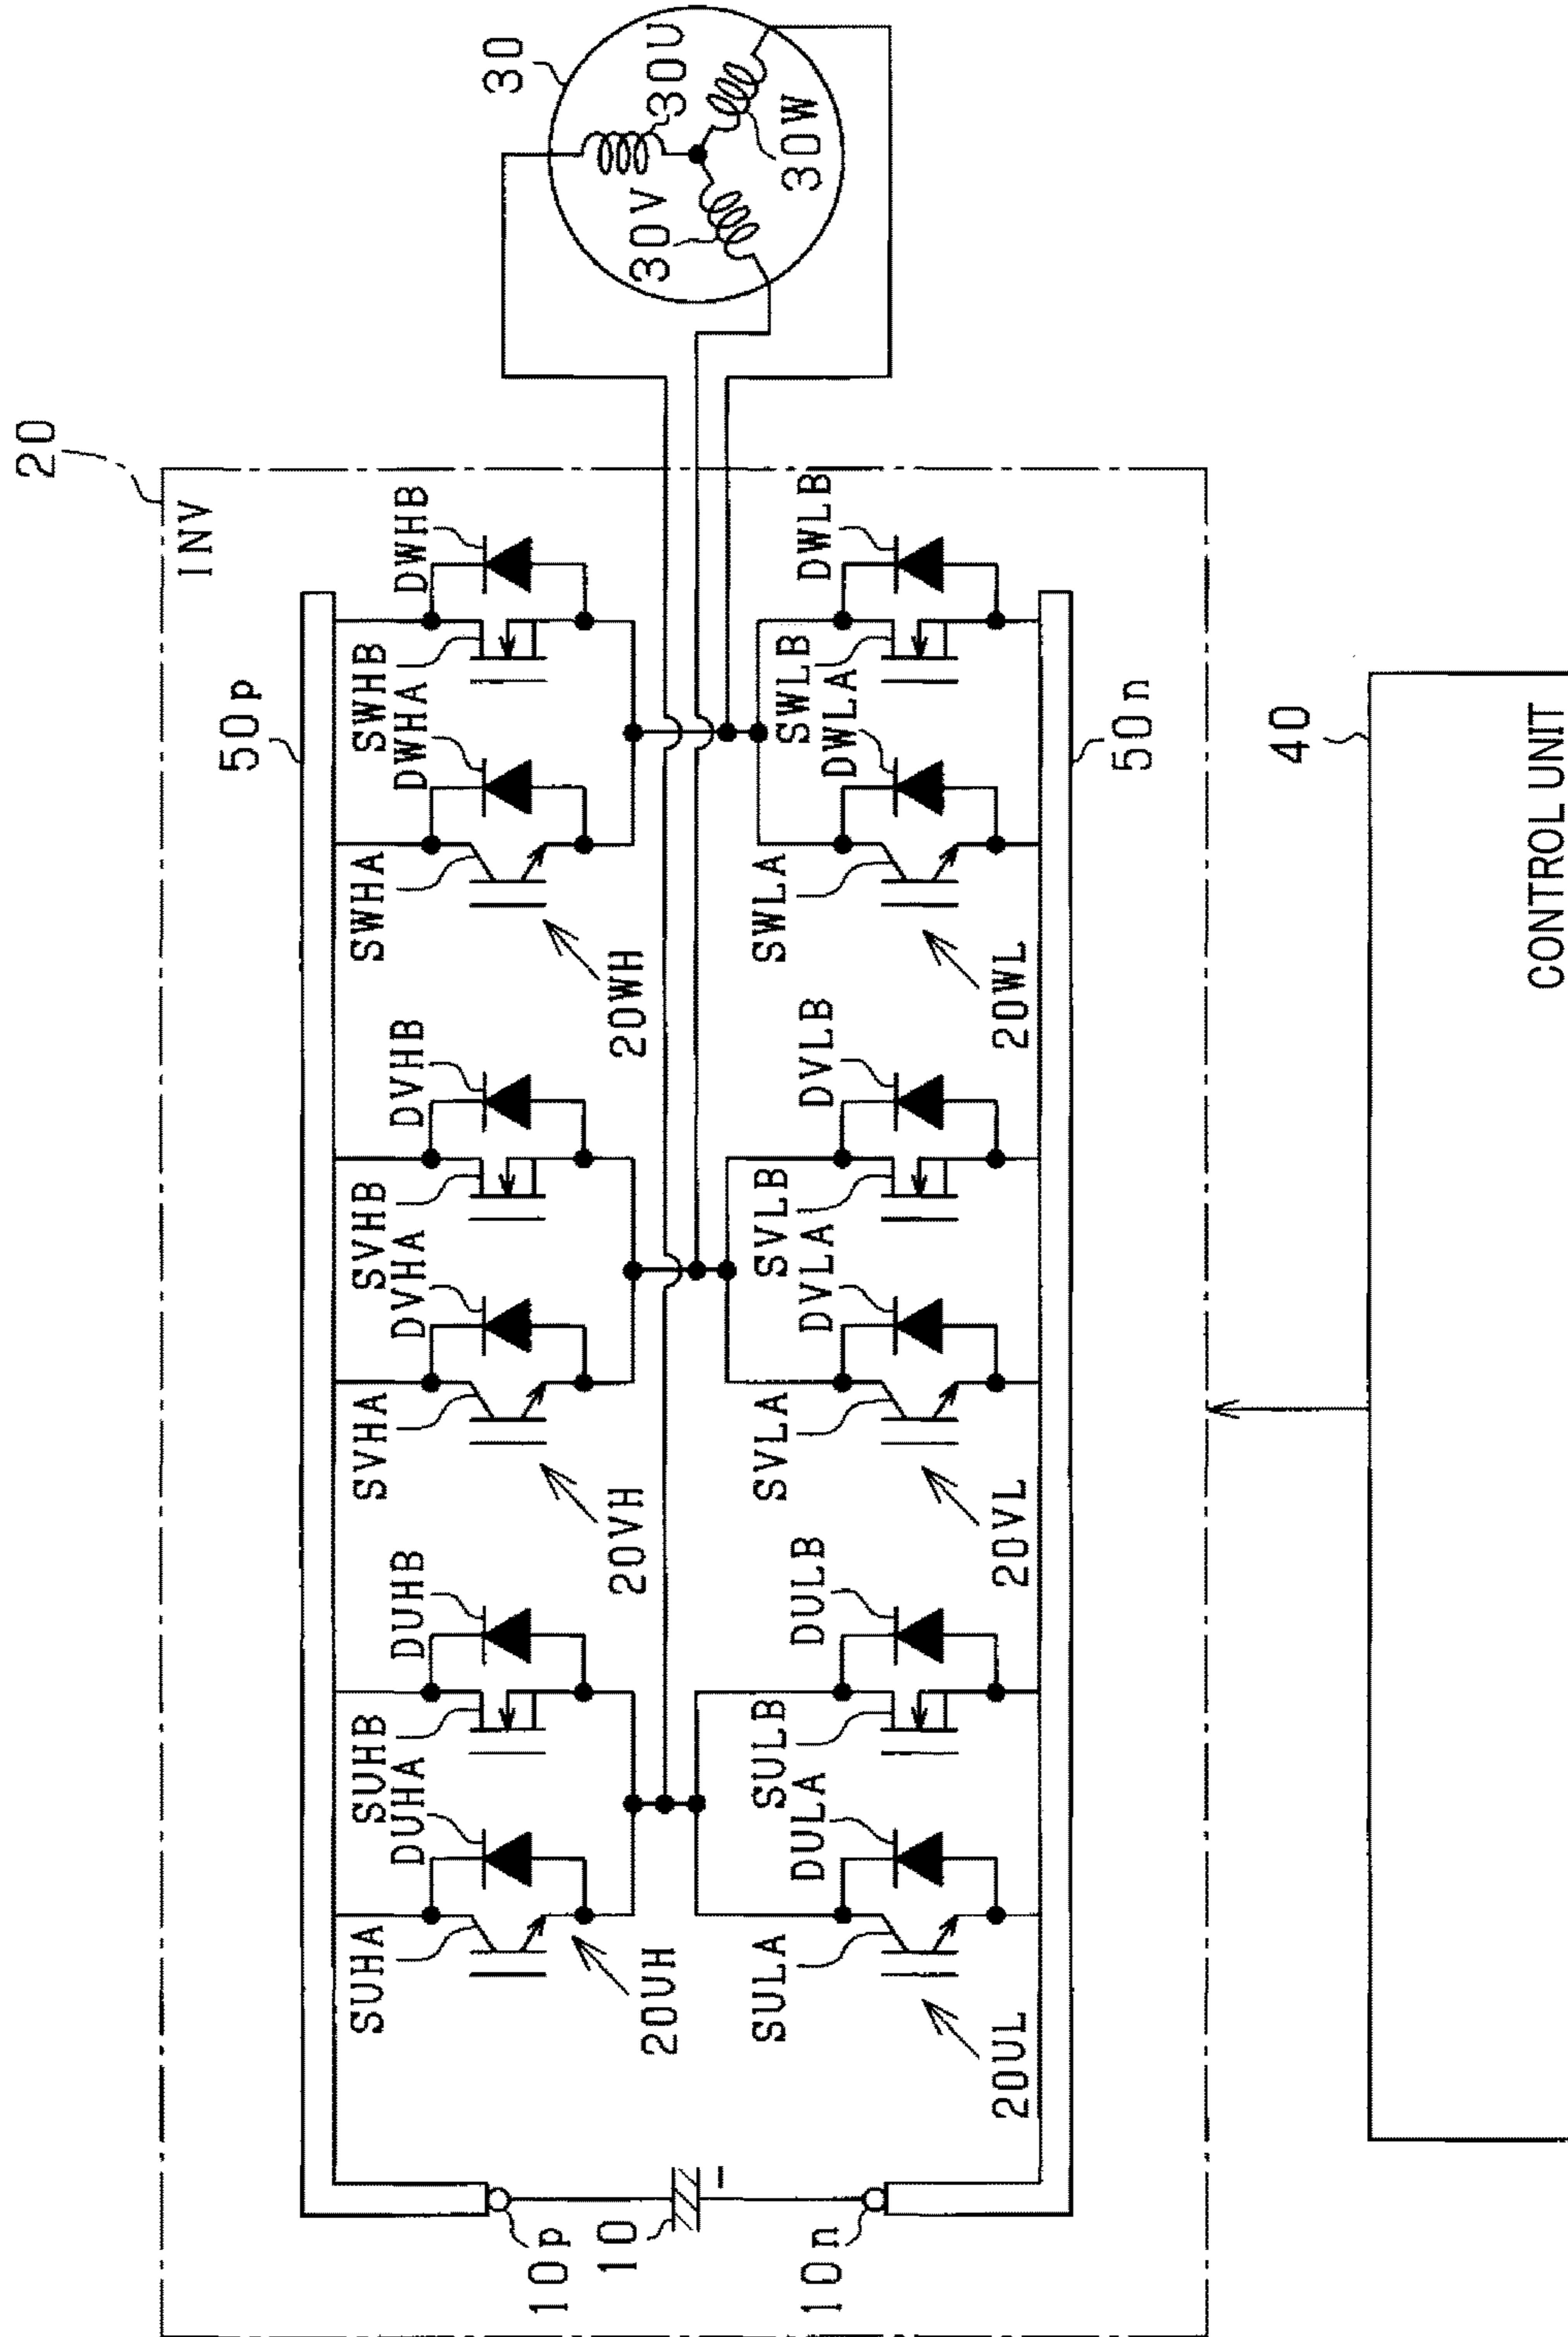 20
INV
50p
SUHA
DUHA
SUHB
DUHB
SVHA
DVHA
SVHB
DVHB
SWHA
DWHA
SWHB
DWHB
20UH
20VH
20WH
10p
10
10n
SULA
DULA
SULB
DULB
SVLA
DVLA
SVLB
DVLB
SWLA
DWLA
SWLB
DWLB
20UL
20VL
20WL
50n
30
30U
30V
30W
40
CONTROL UNIT